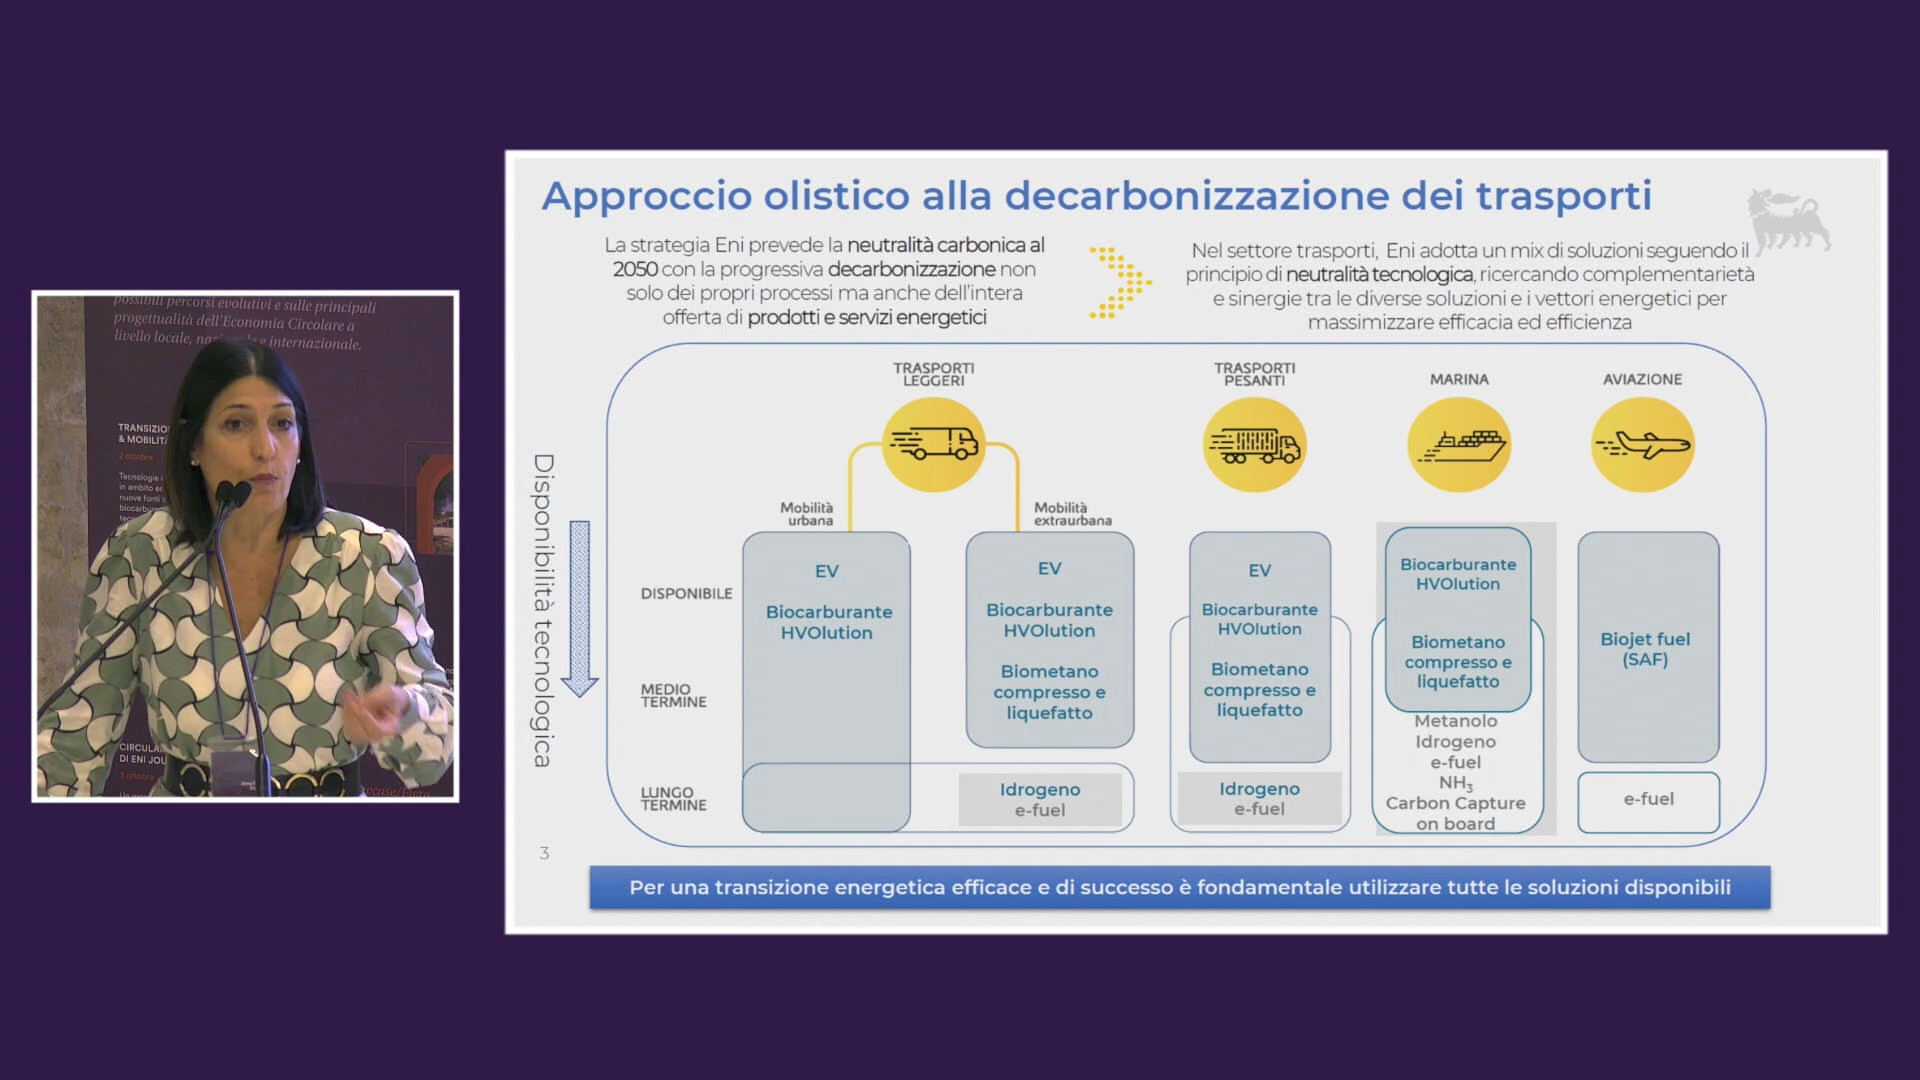 possibili percorsi evolutivi e sulle principali
progettualità dell'Economia Circolare a
livello locale, e internazionale.
TRANSIZIO
& MOBILIT
2 ottobre
Tecnologie
in ambito en
nuove fonti
biocarbu
CIRCULA
DI ENI JOU
3 ottobre
Approccio olistico alla decarbonizzazione dei trasporti
La strategia Eni prevede la neutralità carbonica al
2050 con la progressiva decarbonizzazione non
solo dei propri processi ma anche dell'intera
offerta di prodotti e servizi energetici
Nel settore trasporti, Eni adotta un mix di soluzioni seguendo il
principio di neutralità tecnologica, ricercando complementarietà
e sinergie tra le diverse soluzioni e i vettori energetici per
massimizzare efficacia ed efficienza
Disponibilità tecnologica
TRASPORTI
LEGGERI
TRASPORTI
PESANTI
MARINA
AVIAZIONE
Mobilità
urbana
Mobilità
extraurbana
DISPONIBILE
MEDIO
TERMINE
LUNGO
TERMINE
EV
Biocarburante
HVOlution
EV
Biocarburante
HVOlution
Biometano
compresso e
liquefatto
Idrogeno
e-fuel
EV
Biocarburante
HVOlution
Biometano
compresso e
liquefatto
Idrogeno
e-fuel
Biocarburante
HVOlution
Biometano
compresso e
liquefatto
Metanolo
Idrogeno
e-fuel
NH3
Carbon Capture
on board
Biojet fuel
(SAF)
e-fuel
3
Per una transizione energetica efficace e di successo è fondamentale utilizzare tutte le soluzioni disponibili